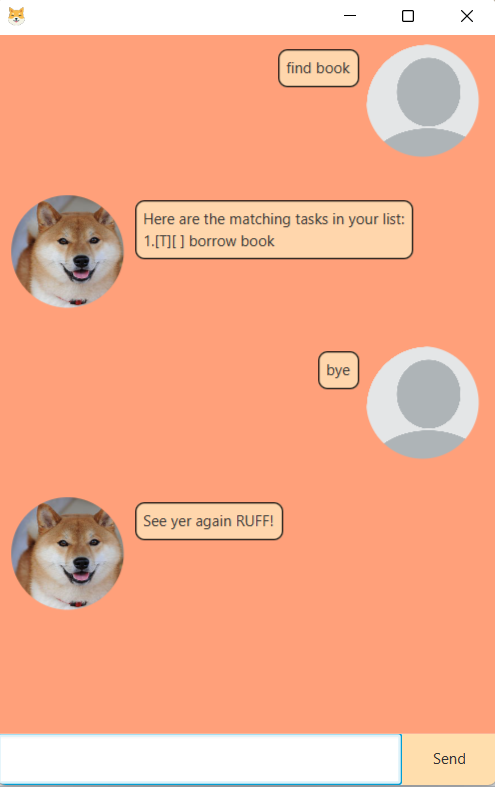 find book
Here are the matching tasks in your list:
1.[T][ ] borrow book
bye
See yer again RUFF!
Send